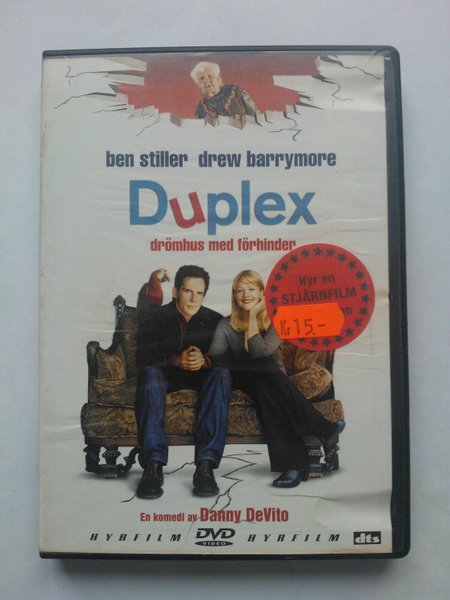 ben stiller drew barrymore
Duplex
drömhus med förhinder
Hyr en
STJÄRNFILM
Kr 15.-
En komedi av Danny DeVito
HYRFILM DVD VIDEO HYRFILM dts